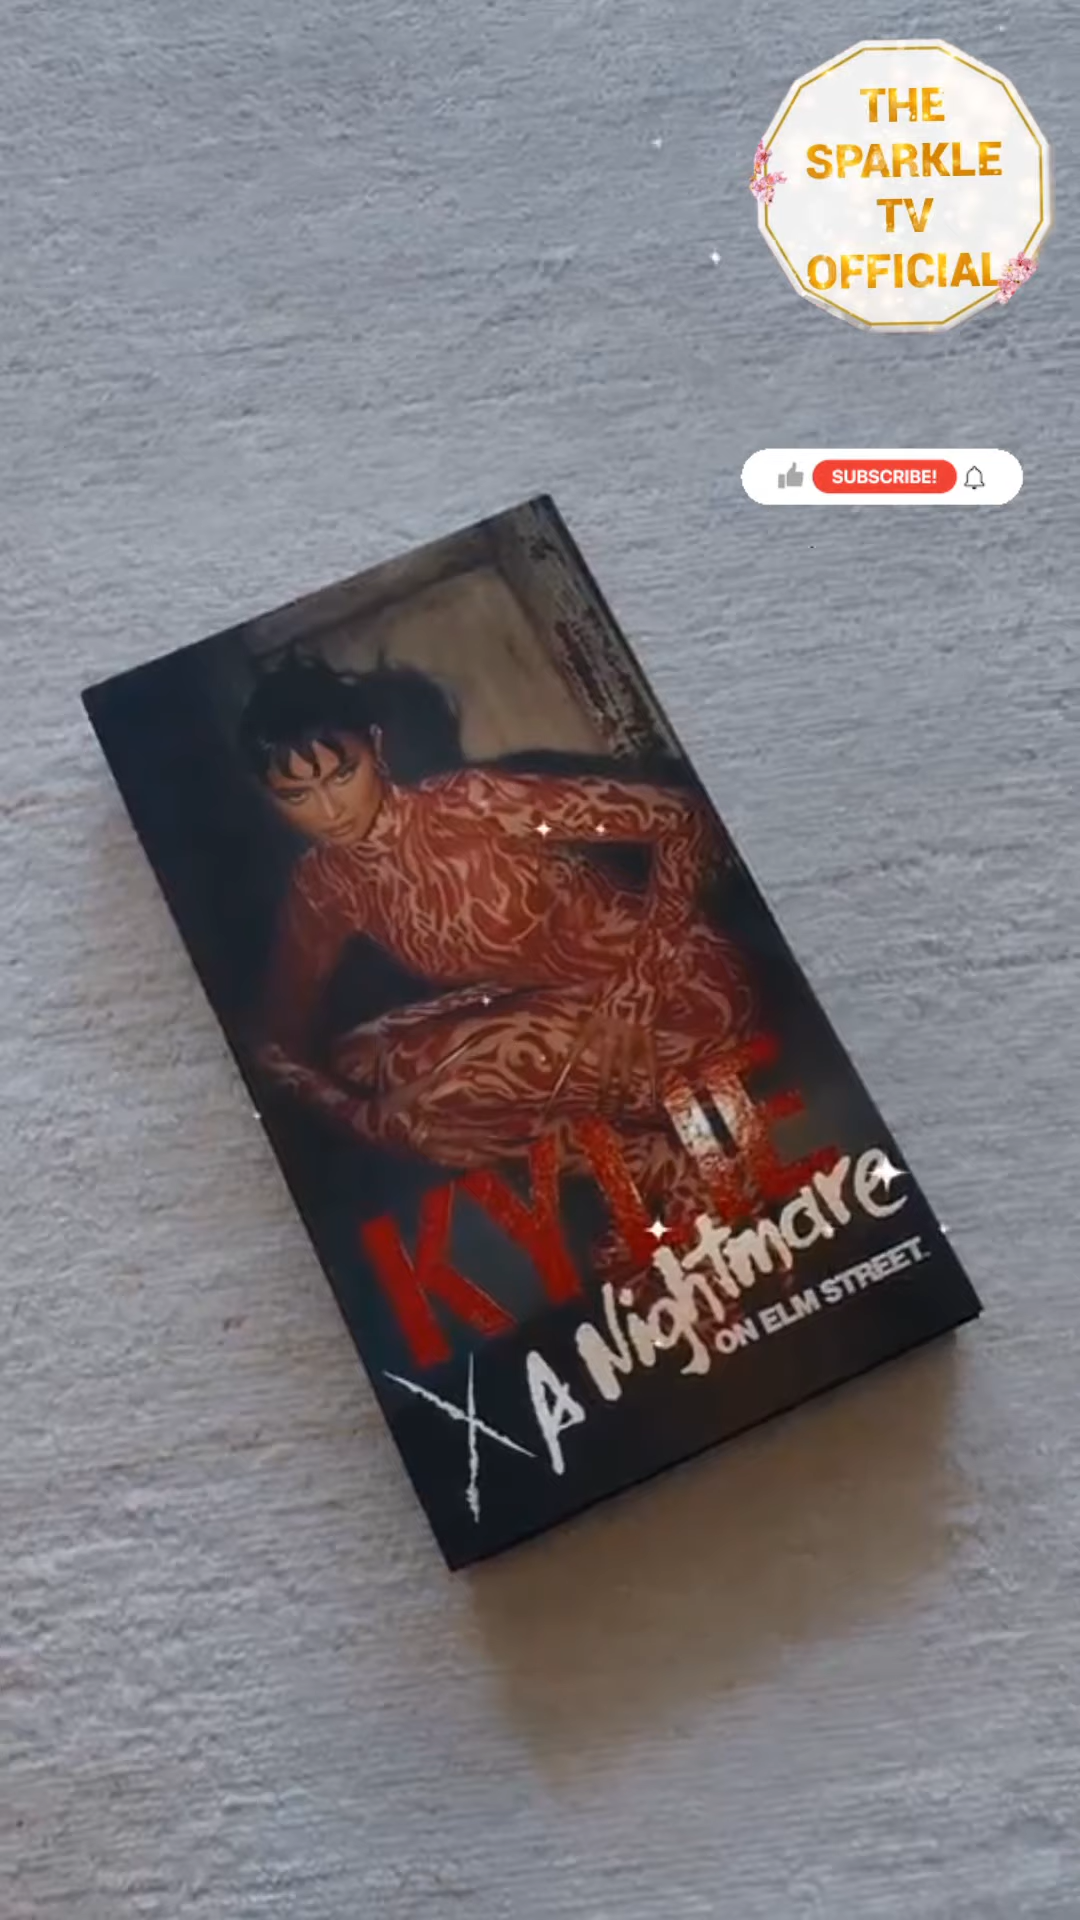 THE
SPARKLE
TV
OFFICIAL
SUBSCRIBE!
KYLIE
X A Nightmare
ON ELM STREET.